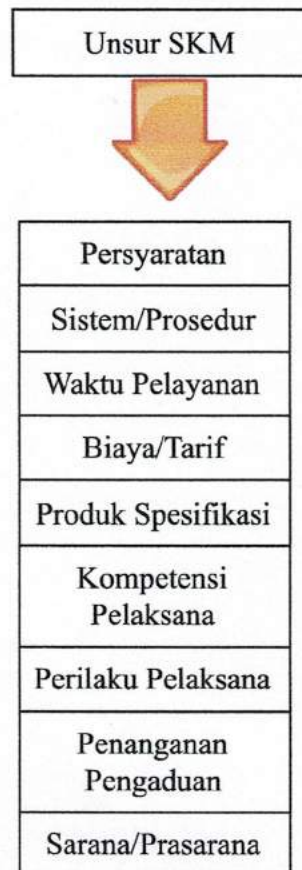 Unsur SKM
Persyaratan
Sistem/Prosedur
Waktu Pelayanan
Biaya/Tarif
Produk Spesifikasi
Kompetensi
Pelaksana
Perilaku Pelaksana
Penanganan
Pengaduan
Sarana/Prasarana